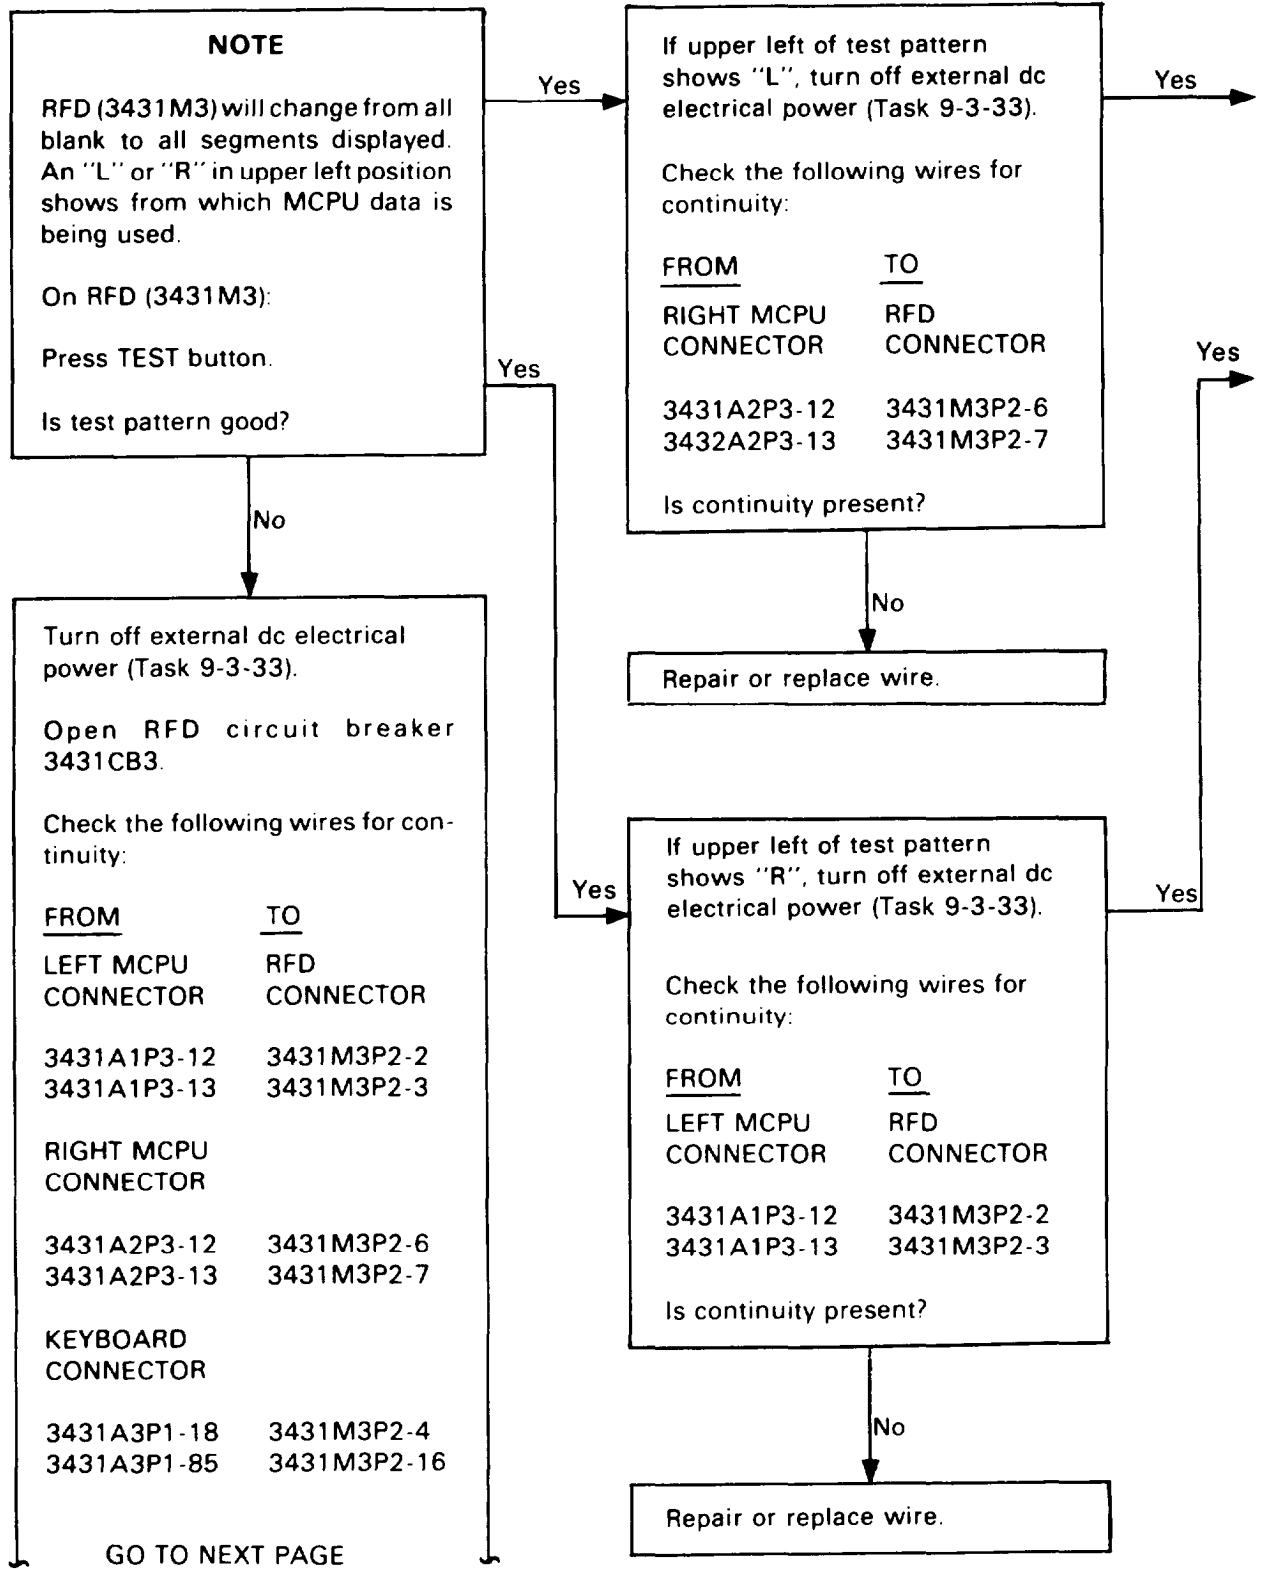 NOTE
RFD (3431M3) will change from all
blank to all segments displayed.
An "L" or "R" in upper left position
shows from which MCPU data is
being used.
On RFD (3431M3):
Press TEST button.
Is test pattern good?
Yes
Yes
No
If upper left of test pattern
shows "L", turn off external dc
electrical power (Task 9-3-33).
Check the following wires for
continuity:
FROM TO
RIGHT MCPU RFD
CONNECTOR CONNECTOR
3431A2P3-12 3431M3P2-6
3432A2P3-13 3431M3P2-7
Is continuity present?
Yes
Yes
No
Repair or replace wire.
Turn off external dc electrical
power (Task 9-3-33).
Open RFD circuit breaker
3431CB3.
Check the following wires for con-
tinuity:
FROM TO
LEFT MCPU RFD
CONNECTOR CONNECTOR
3431A1P3-12 3431M3P2-2
3431A1P3-13 3431M3P2-3
RIGHT MCPU
CONNECTOR
3431A2P3-12 3431M3P2-6
3431A2P3-13 3431M3P2-7
KEYBOARD
CONNECTOR
3431A3P1-18 3431M3P2-4
3431A3P1-85 3431M3P2-16
GO TO NEXT PAGE
Yes
If upper left of test pattern
shows "R", turn off external dc
electrical power (Task 9-3-33).
Check the following wires for
continuity:
FROM TO
LEFT MCPU RFD
CONNECTOR CONNECTOR
3431A1P3-12 3431M3P2-2
3431A1P3-13 3431M3P2-3
Is continuity present?
Yes
No
Repair or replace wire.